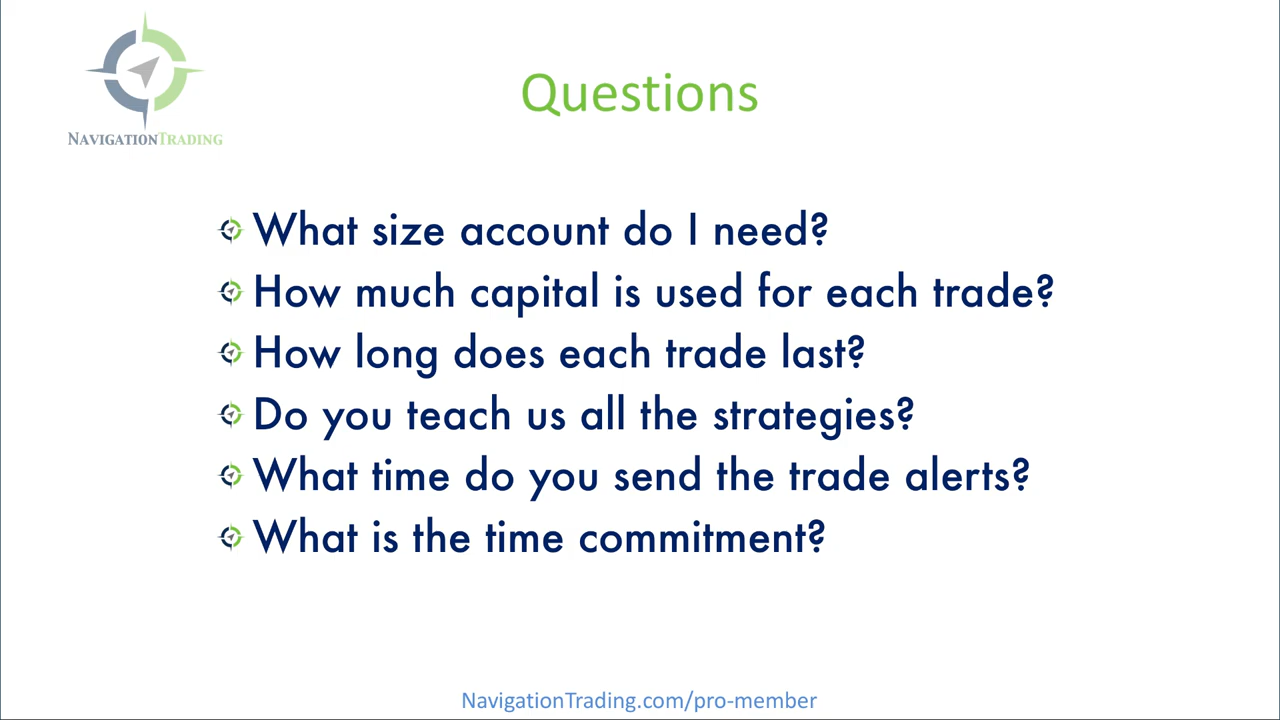 NAVIGATIONTRADING
Questions
What size account do I need?
How much capital is used for each trade?
How long does each trade last?
Do you teach us all the strategies?
What time do you send the trade alerts?
What is the time commitment?
NavigationTrading.com/pro-member